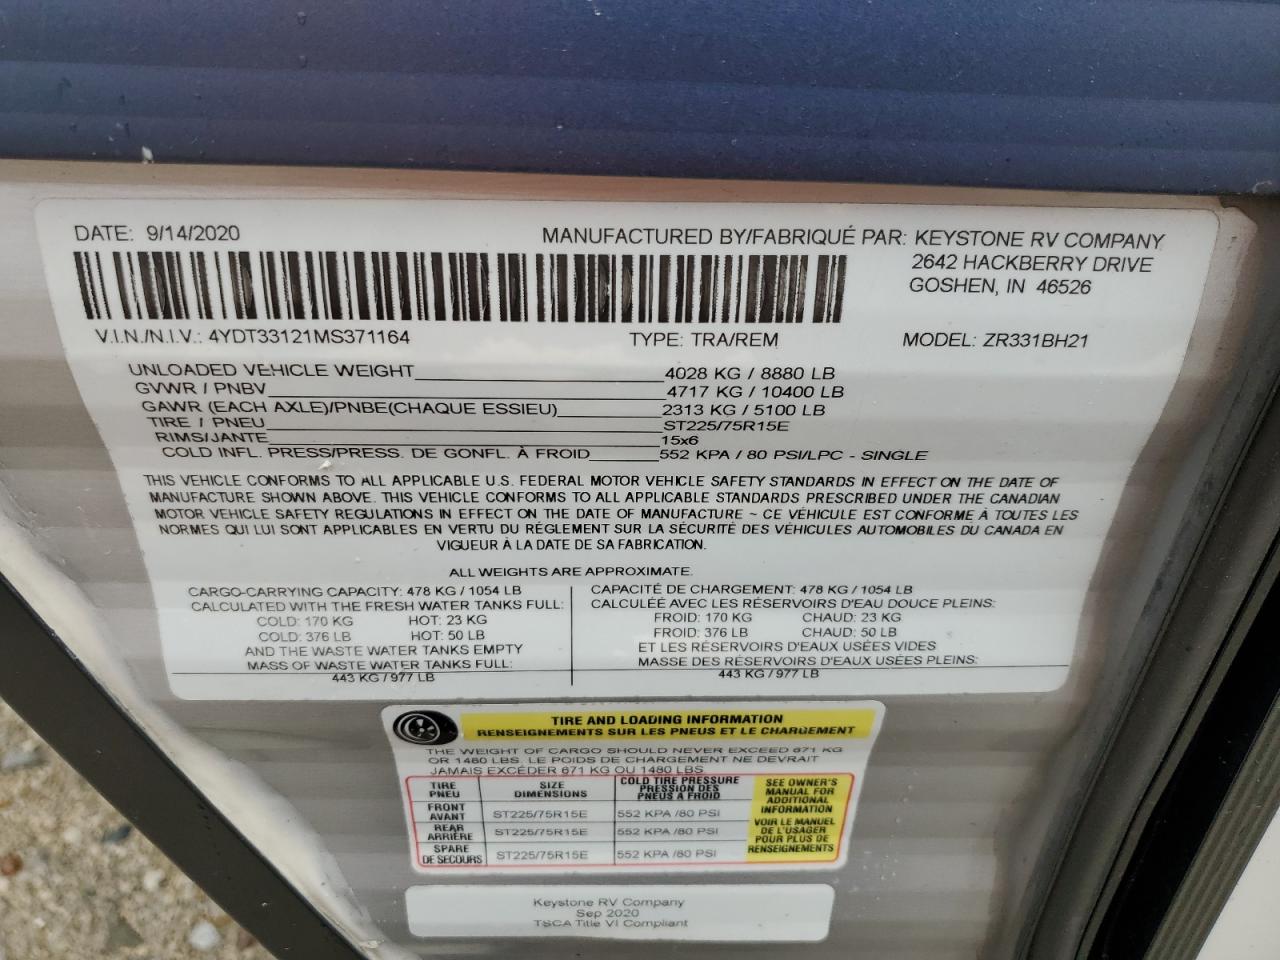 DATE: 9/14/2020
MANUFACTURED BY/FABRIQUÉ PAR: KEYSTONE RV COMPANY
2642 HACKBERRY DRIVE
GOSHEN, IN 46526
V.I.N./N.I.V.: 4YDT33121MS371164 TYPE: TRA/REM MODEL: ZR331BH21
UNLOADED VEHICLE WEIGHT 4028 KG / 8880 LB
GVWR / PNBV 4717 KG / 10400 LB
GAWR (EACH AXLE)/PNBE(CHAQUE ESSIEU) 2313 KG / 5100 LB
TIRE / PNEU ST225/75R15E
RIMS/JANTE 15x6
COLD INFL. PRESS/PRESS. DE GONFL. À FROID 552 KPA / 80 PSI/LPC - SINGLE
THIS VEHICLE CONFORMS TO ALL APPLICABLE U.S. FEDERAL MOTOR VEHICLE SAFETY STANDARDS IN EFFECT ON THE DATE OF
MANUFACTURE SHOWN ABOVE. THIS VEHICLE CONFORMS TO ALL APPLICABLE STANDARDS PRESCRIBED UNDER THE CANADIAN
MOTOR VEHICLE SAFETY REGULATIONS IN EFFECT ON THE DATE OF MANUFACTURE ~ CE VÉHICULE EST CONFORME À TOUTES LES
NORMES QUI LUI SONT APPLICABLES EN VERTU DU RÉGLEMENT SUR LA SÉCURITÉ DES VÉHICULES AUTOMOBILES DU CANADA EN
VIGUEUR À LA DATE DE SA FABRICATION.
ALL WEIGHTS ARE APPROXIMATE.
CARGO-CARRYING CAPACITY: 478 KG / 1054 LB
CALCULATED WITH THE FRESH WATER TANKS FULL:
COLD: 170 KG HOT: 23 KG
COLD: 376 LB HOT: 50 LB
AND THE WASTE WATER TANKS EMPTY
MASS OF WASTE WATER TANKS FULL:
443 KG / 977 LB
CAPACITÉ DE CHARGEMENT: 478 KG / 1054 LB
CALCULÉE AVEC LES RÉSERVOIRS D'EAU DOUCE PLEINS:
FROID: 170 KG CHAUD: 23 KG
FROID: 376 LB CHAUD: 50 LB
ET LES RÉSERVOIRS D'EAUX USÉES VIDES
MASSE DES RÉSERVOIRS D'EAUX USÉES PLEINS:
443 KG / 977 LB
TIRE AND LOADING INFORMATION
RENSEIGNEMENTS SUR LES PNEUS ET LE CHARGEMENT
THE WEIGHT OF CARGO SHOULD NEVER EXCEED 671 KG
OR 1480 LBS. LE POIDS DE CHARGEMENT NE DEVRAIT
JAMAIS EXCÉDER 671 KG OU 1480 LBS
TIRE
PNEU
SIZE
DIMENSIONS
COLD TIRE PRESSURE
PRESSION DES
PNEUS A FROID
FRONT
AVANT
ST225/75R15E
552 KPA /80 PSI
REAR
ARRIÈRE
ST225/75R15E
552 KPA /80 PSI
SPARE
DE SECOURS
ST225/75R15E
552 KPA /80 PSI
SEE OWNER'S
MANUAL FOR
ADDITIONAL
INFORMATION
VOIR LE MANUEL
DE L'USAGER
POUR PLUS DE
RENSEIGNEMENTS
Keystone RV Company
Sep 2020
TSCA Title VI Compliant